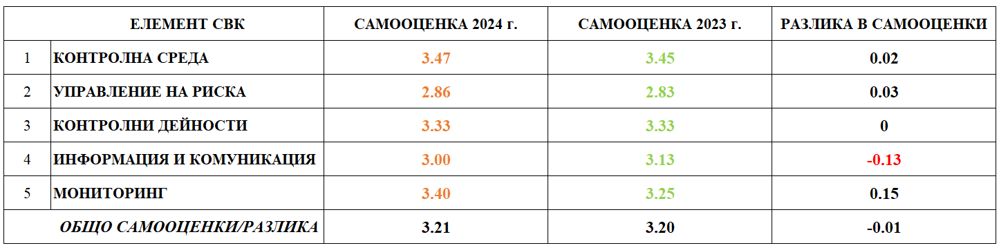 ЕЛЕМЕНТ СВК САМООЦЕНКА 2024 г. САМООЦЕНКА 2023 г. РАЗЛИКА В САМООЦЕНКИ
1 КОНТРОЛНА СРЕДА 3.47 3.45 0.02
2 УПРАВЛЕНИЕ НА РИСКА 2.86 2.83 0.03
3 КОНТРОЛНИ ДЕЙНОСТИ 3.33 3.33 0
4 ИНФОРМАЦИЯ И КОМУНИКАЦИЯ 3.00 3.13 -0.13
5 МОНИТОРИНГ 3.40 3.25 0.15
ОБЩО САМООЦЕНКИ/РАЗЛИКА 3.21 3.20 -0.01